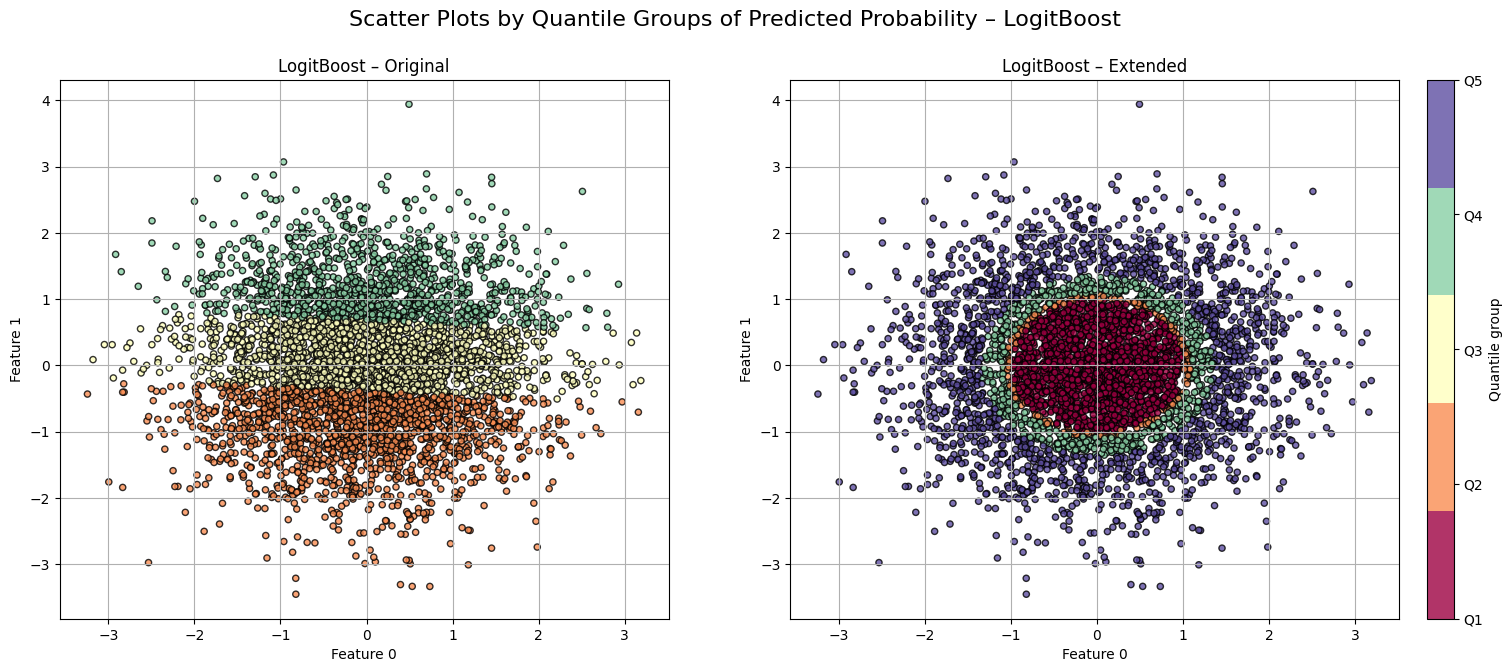 Scatter Plots by Quantile Groups of Predicted Probability – LogitBoost
LogitBoost – Original
4
3
2
1
0
−1
−2
−3
Feature 1
−3
−2
−1
0
1
2
3
Feature 0
LogitBoost – Extended
4
3
2
1
0
−1
−2
−3
Feature 1
−3
−2
−1
0
1
2
3
Feature 0
Q5
Q4
Q3
Q2
Q1
Quantile group